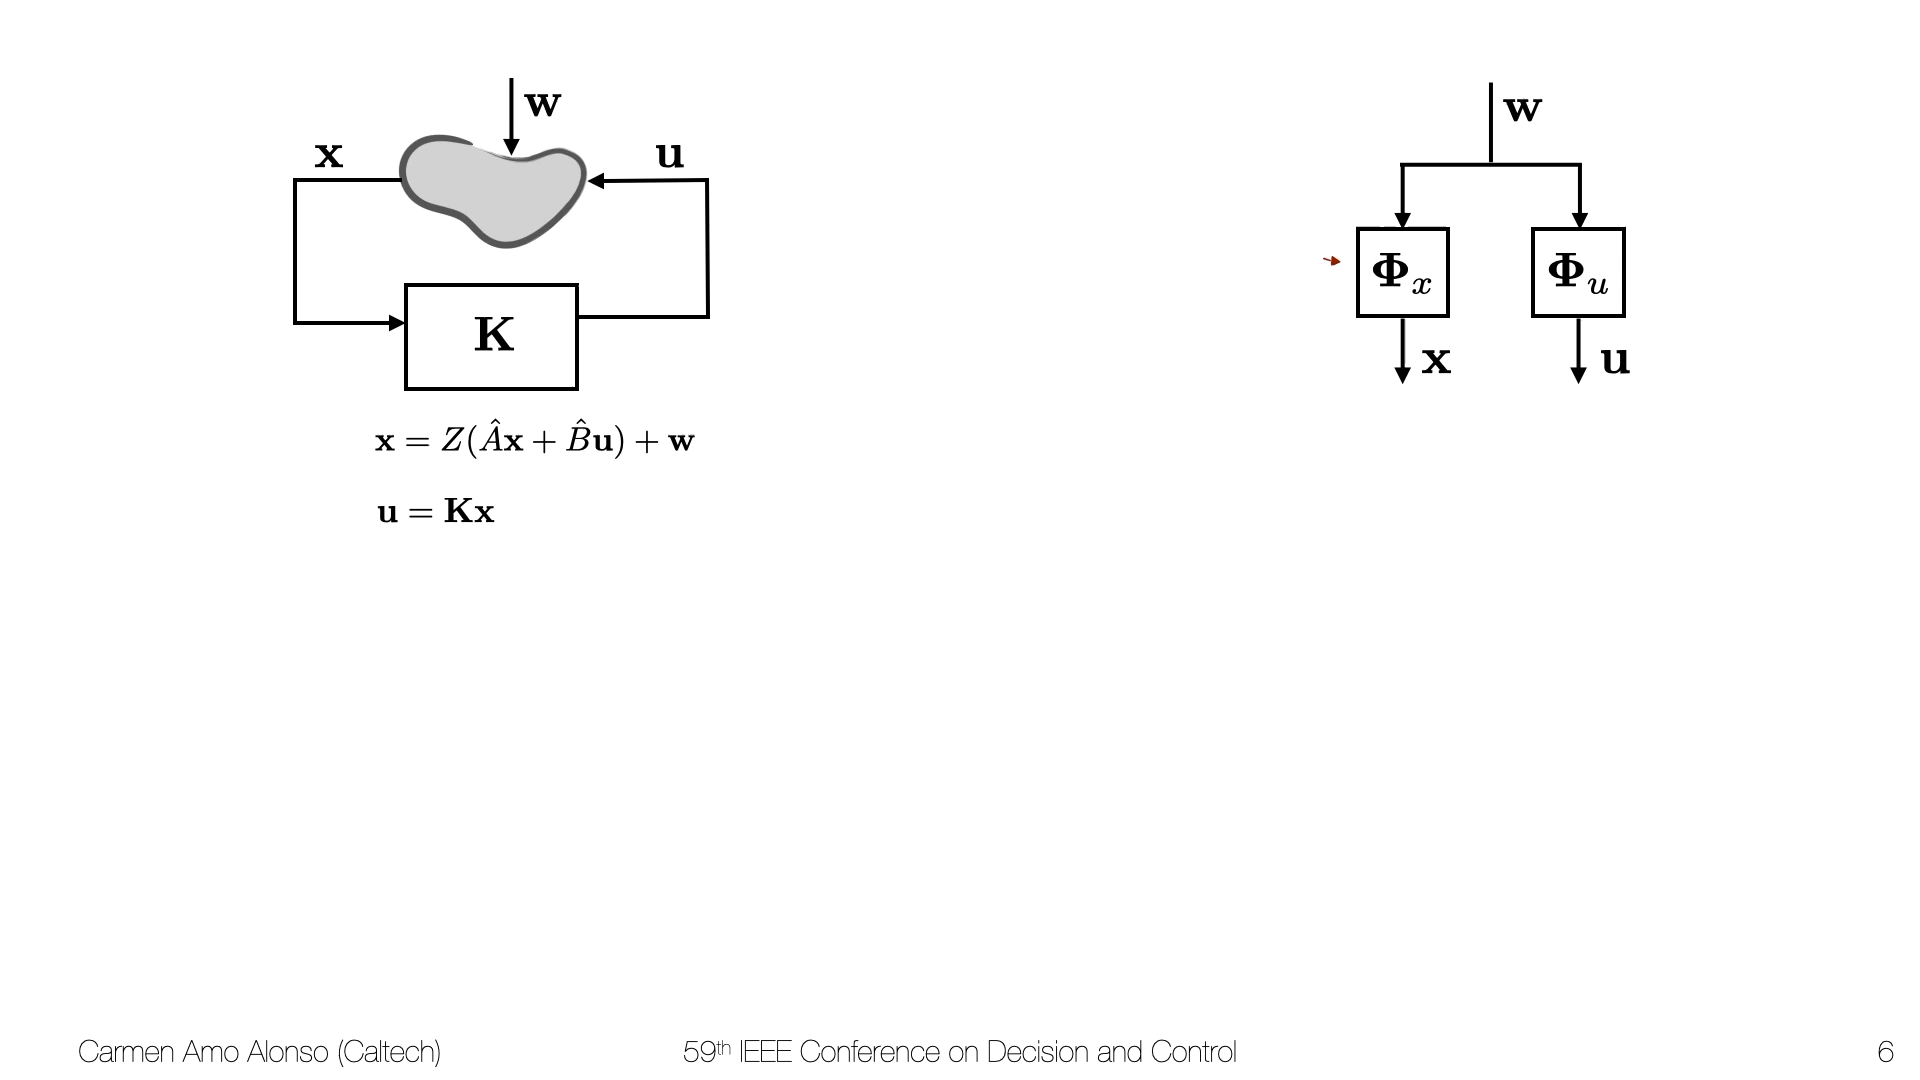 w
x
u
K
x = Z(Âx + B̂u) + w
u = Kx
w
Φₓ
Φᵤ
x
u
Carmen Amo Alonso (Caltech)
59th IEEE Conference on Decision and Control
6